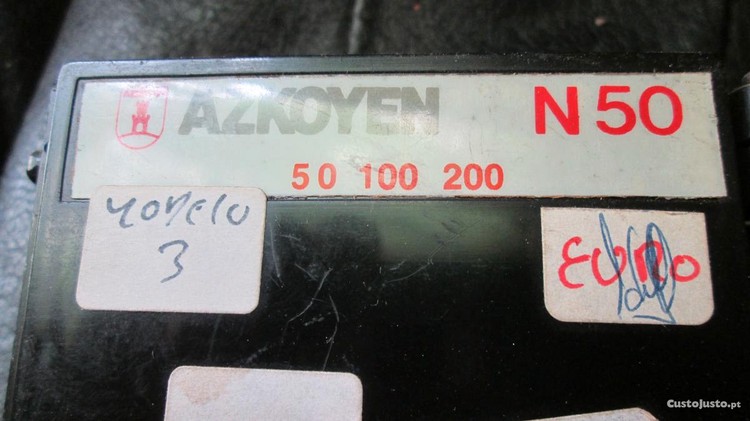 AZKOYEN N50
50 100 200
MODELO
3
EURO
CustoJusto.pt